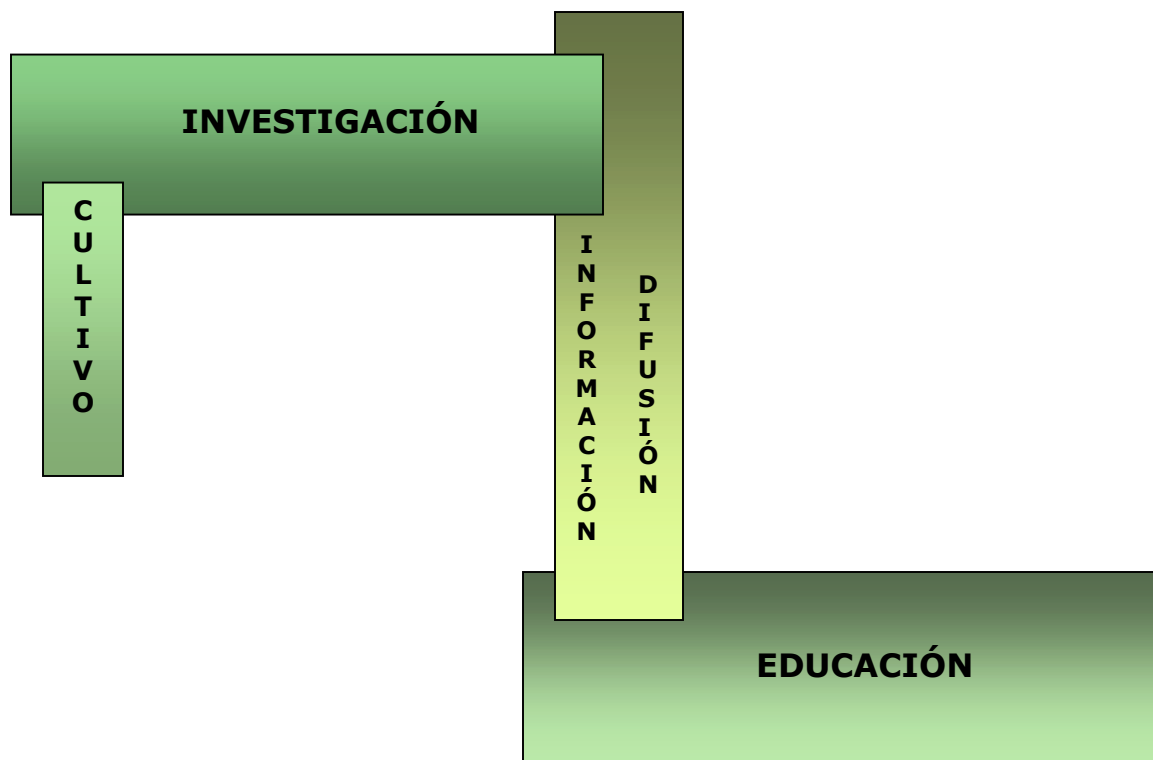 INVESTIGACIÓN
CULTIVO
INFORMACIÓN
DIFUSIÓN
EDUCACIÓN